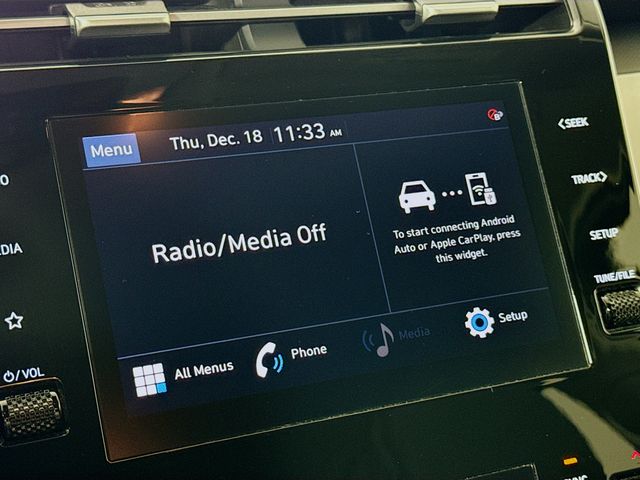 Menu
Thu, Dec. 18 11:33 AM
Radio/Media Off
To start connecting Android
Auto or Apple CarPlay, press
this widget.
All Menus
Phone
Media
Setup
<SEEK
TRACK>
SETUP
TUNE/FILE
/VOL